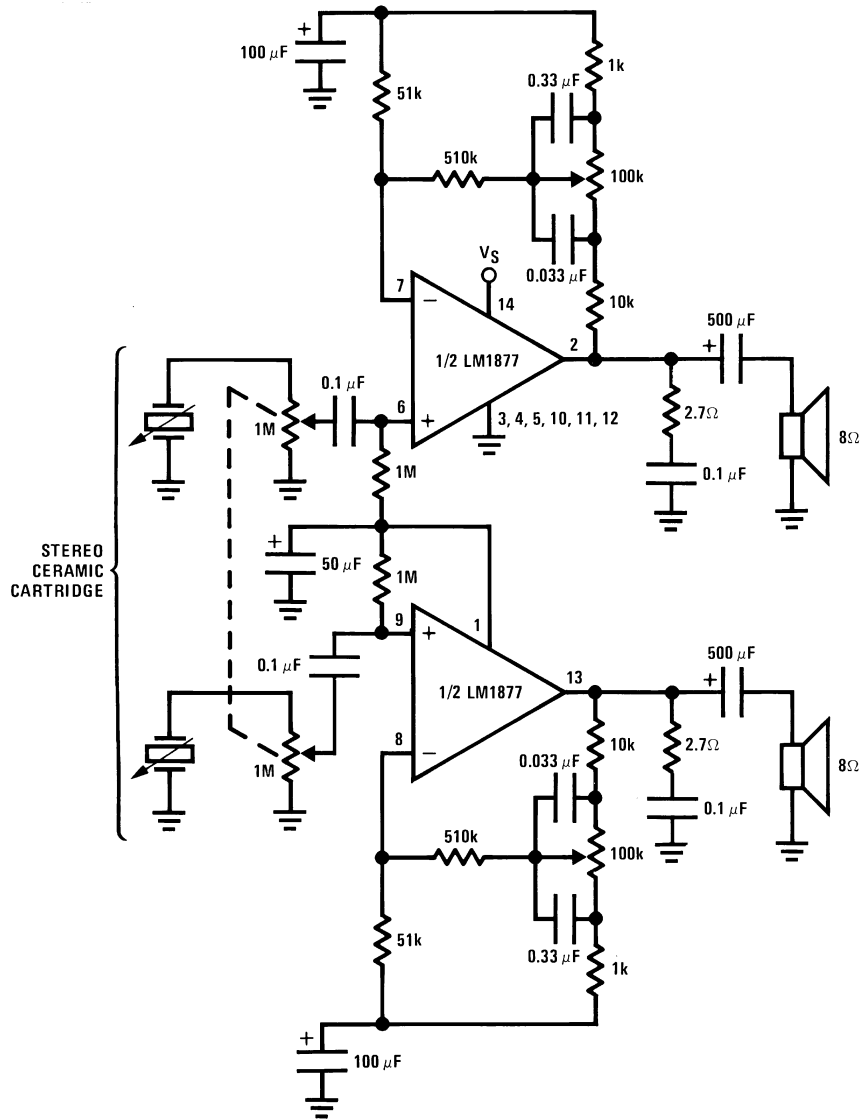 100 μF
+
51k
1k
0.33 μF
510k
100k
0.033 μF
10k
VS
7
−
14
1/2 LM1877
2
500 μF
+
6
+
3, 4, 5, 10, 11, 12
0.1 μF
1M
1M
2.7Ω
0.1 μF
8Ω
STEREO
CERAMIC
CARTRIDGE
+
50 μF
1M
9
+
1
0.1 μF
1/2 LM1877
13
500 μF
+
8
−
1M
10k
2.7Ω
0.1 μF
8Ω
0.033 μF
510k
100k
51k
0.33 μF
1k
+
100 μF